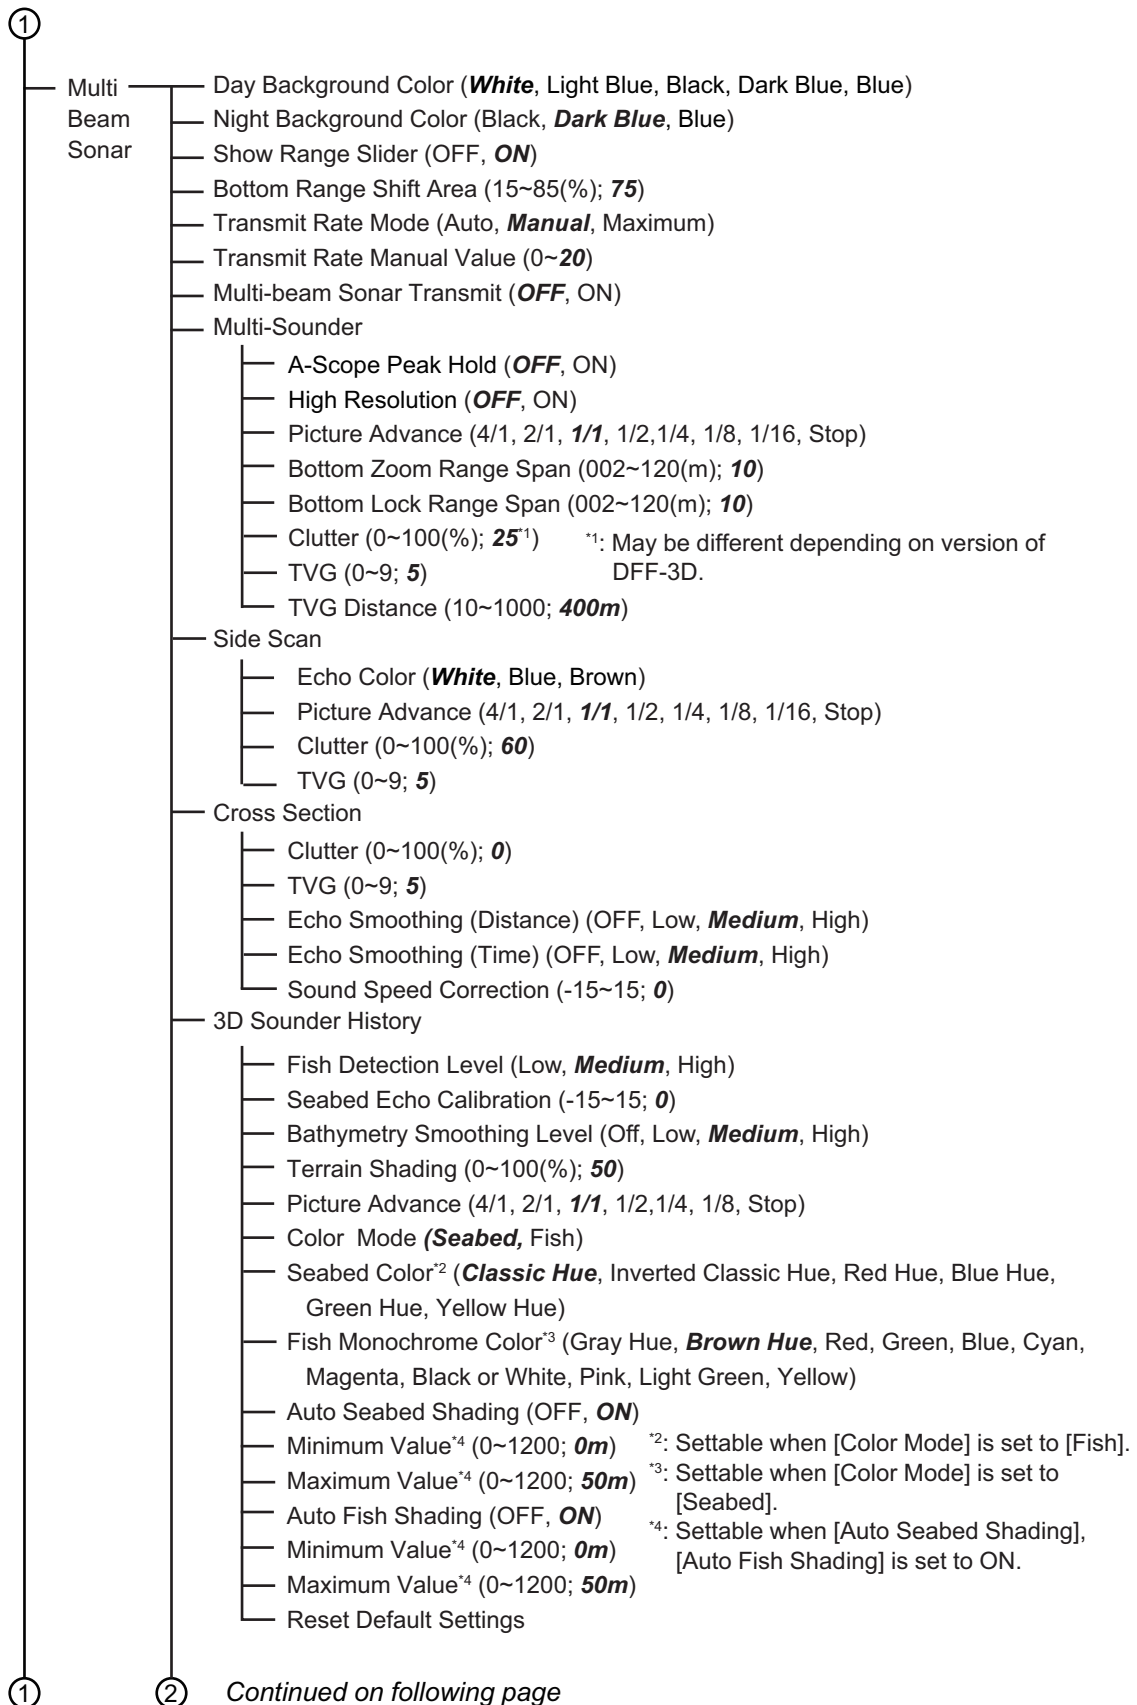 1
Multi
Beam
Sonar
Day Background Color (White, Light Blue, Black, Dark Blue, Blue)
Night Background Color (Black, Dark Blue, Blue)
Show Range Slider (OFF, ON)
Bottom Range Shift Area (15~85(%); 75)
Transmit Rate Mode (Auto, Manual, Maximum)
Transmit Rate Manual Value (0~20)
Multi-beam Sonar Transmit (OFF, ON)
Multi-Sounder
A-Scope Peak Hold (OFF, ON)
High Resolution (OFF, ON)
Picture Advance (4/1, 2/1, 1/1, 1/2,1/4, 1/8, 1/16, Stop)
Bottom Zoom Range Span (002~120(m); 10)
Bottom Lock Range Span (002~120(m); 10)
Clutter (0~100(%); 25*1)
*1: May be different depending on version of
DFF-3D.
TVG (0~9; 5)
TVG Distance (10~1000; 400m)
Side Scan
Echo Color (White, Blue, Brown)
Picture Advance (4/1, 2/1, 1/1, 1/2, 1/4, 1/8, 1/16, Stop)
Clutter (0~100(%); 60)
TVG (0~9; 5)
Cross Section
Clutter (0~100(%); 0)
TVG (0~9; 5)
Echo Smoothing (Distance) (OFF, Low, Medium, High)
Echo Smoothing (Time) (OFF, Low, Medium, High)
Sound Speed Correction (-15~15; 0)
3D Sounder History
Fish Detection Level (Low, Medium, High)
Seabed Echo Calibration (-15~15; 0)
Bathymetry Smoothing Level (Off, Low, Medium, High)
Terrain Shading (0~100(%); 50)
Picture Advance (4/1, 2/1, 1/1, 1/2,1/4, 1/8, Stop)
Color Mode (Seabed, Fish)
Seabed Color*2 (Classic Hue, Inverted Classic Hue, Red Hue, Blue Hue,
Green Hue, Yellow Hue)
Fish Monochrome Color*3 (Gray Hue, Brown Hue, Red, Green, Blue, Cyan,
Magenta, Black or White, Pink, Light Green, Yellow)
Auto Seabed Shading (OFF, ON)
Minimum Value*4 (0~1200; 0m)
Maximum Value*4 (0~1200; 50m)
Auto Fish Shading (OFF, ON)
Minimum Value*4 (0~1200; 0m)
Maximum Value*4 (0~1200; 50m)
Reset Default Settings
*2: Settable when [Color Mode] is set to [Fish].
*3: Settable when [Color Mode] is set to
[Seabed].
*4: Settable when [Auto Seabed Shading],
[Auto Fish Shading] is set to ON.
1
2
Continued on following page